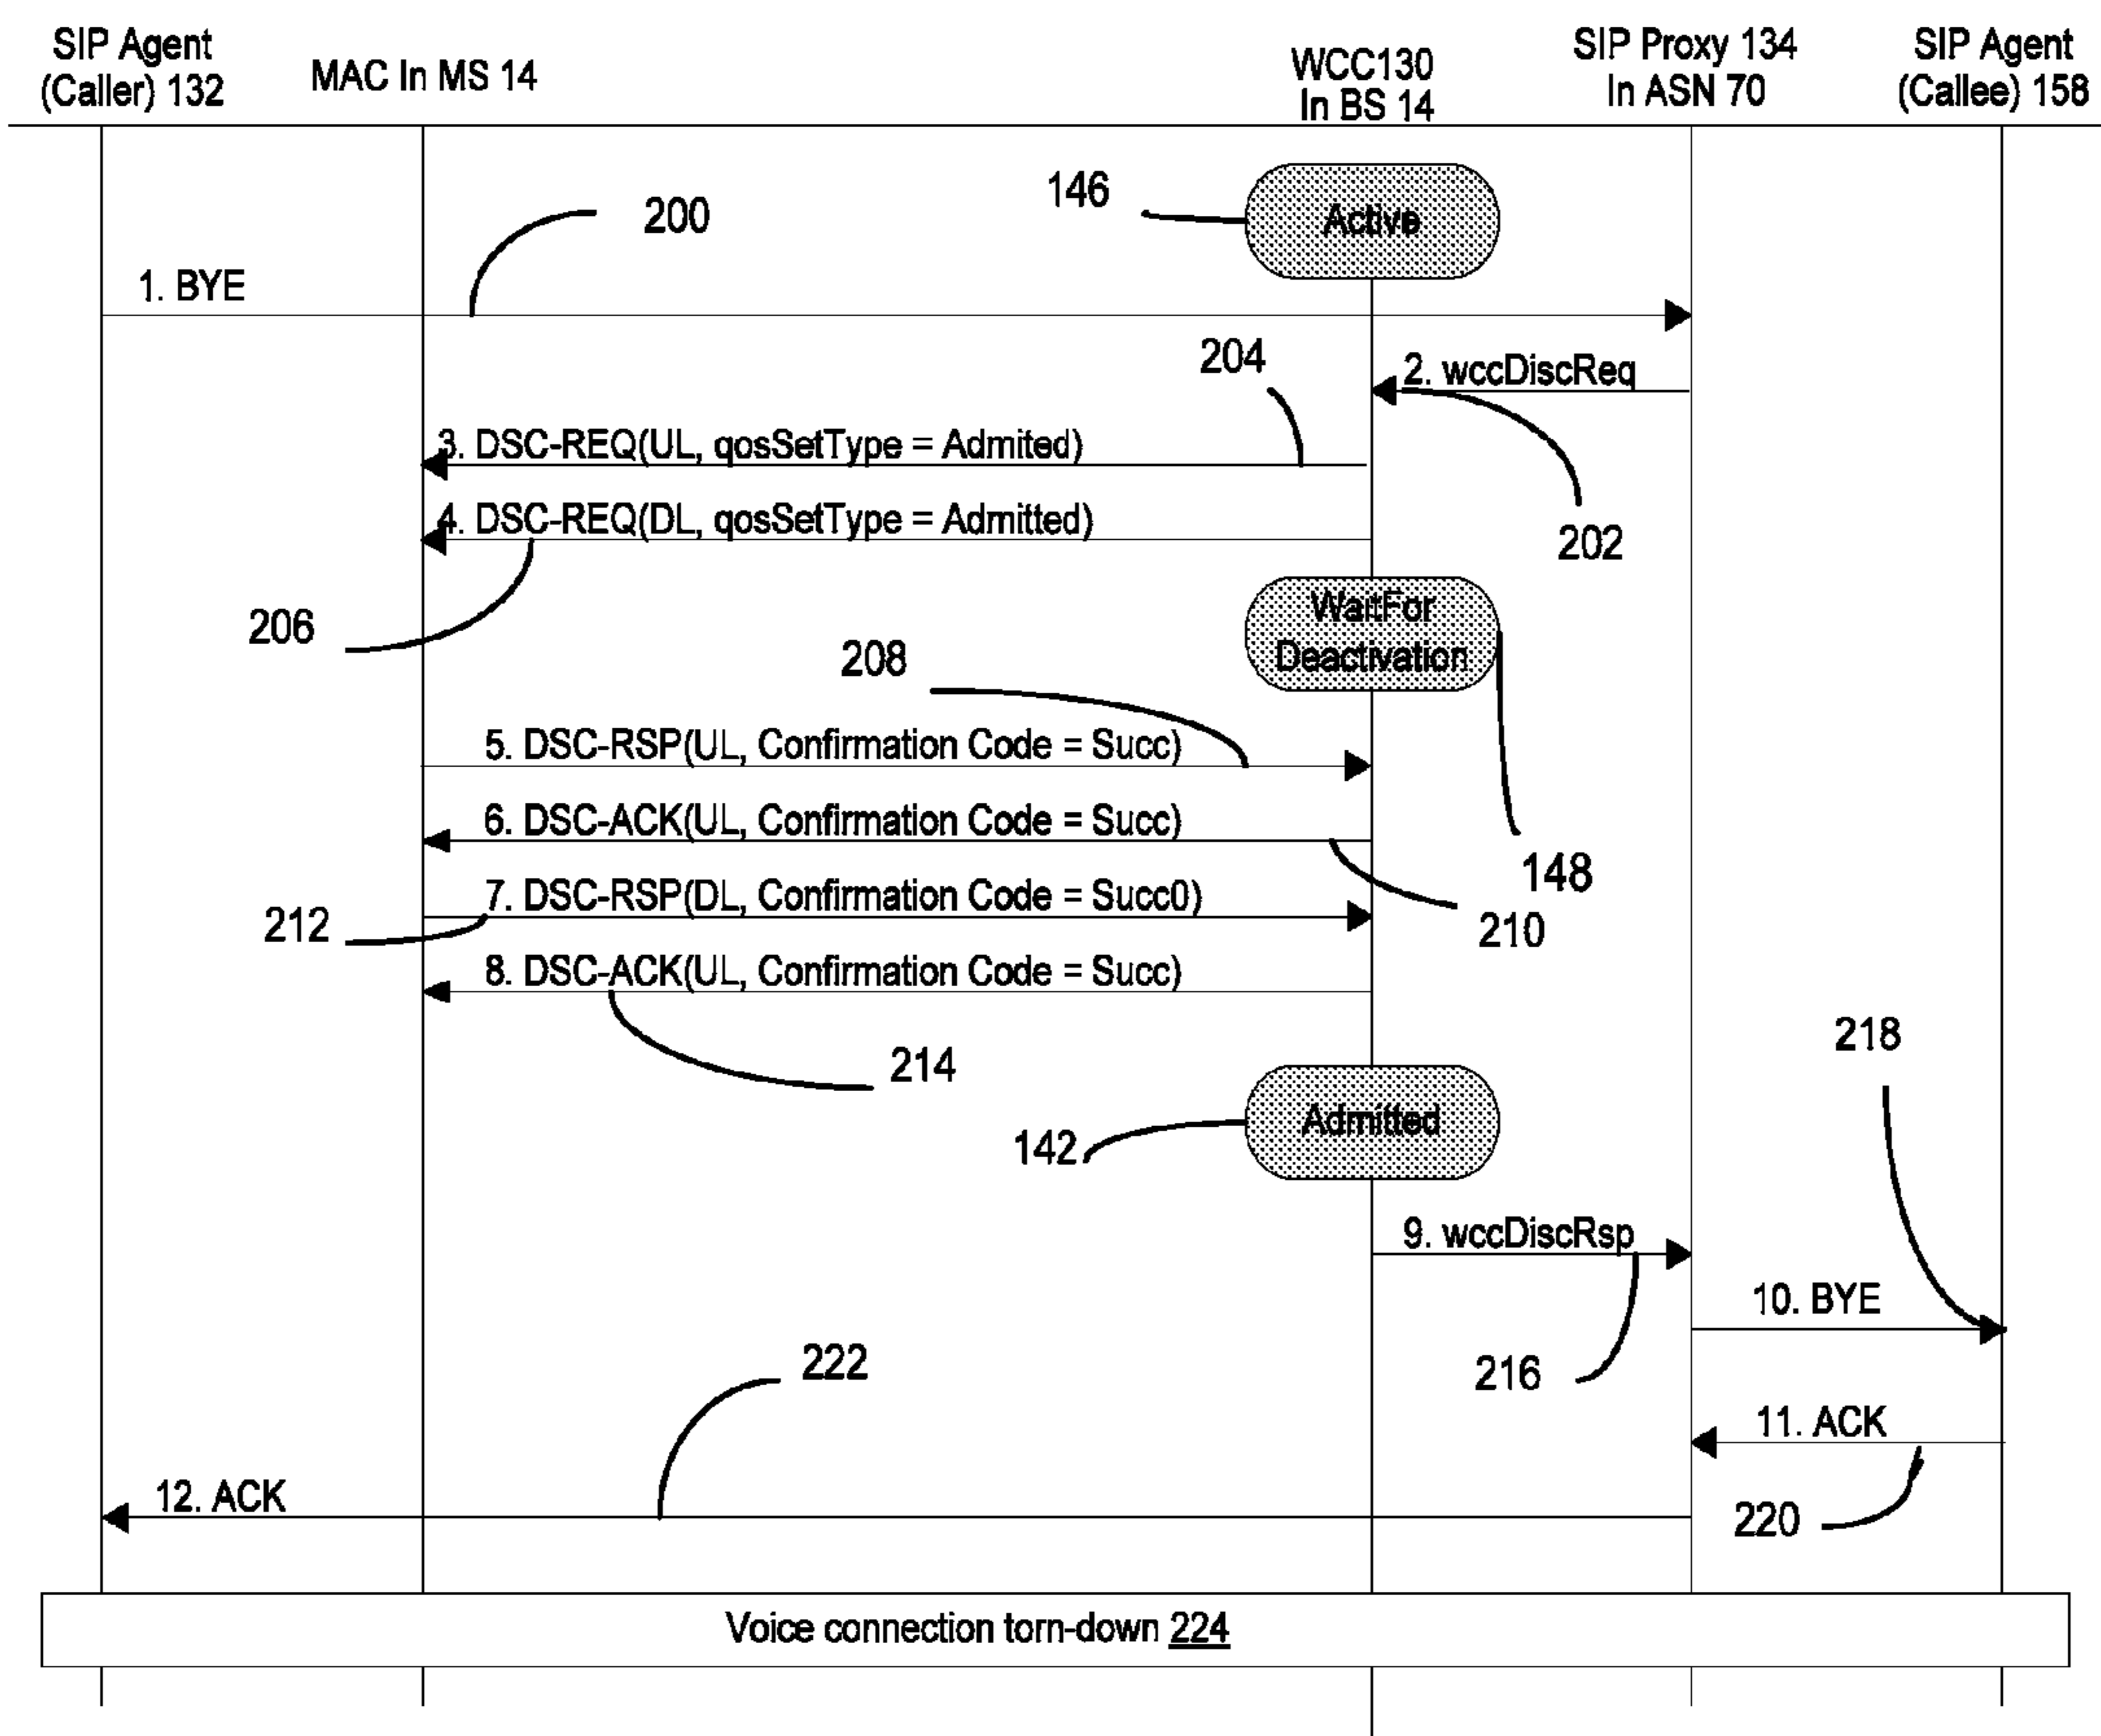 SIP Agent
(Caller) 132
MAC In MS 14
WCC130
In BS 14
SIP Proxy 134
In ASN 70
SIP Agent
(Callee) 158
146
Active
200
1. BYE
204
2. wccDiscReq
3. DSC-REQ(UL, qosSetType = Admited)
4. DSC-REQ(DL, qosSetType = Admitted)
202
206
WaitFor
Deactivation
208
5. DSC-RSP(UL, Confirmation Code = Succ)
6. DSC-ACK(UL, Confirmation Code = Succ)
148
7. DSC-RSP(DL, Confirmation Code = Succ0)
212
210
8. DSC-ACK(UL, Confirmation Code = Succ)
218
214
Admitted
142
9. wccDiscRsp
10. BYE
222
216
11. ACK
12. ACK
220
Voice connection torn-down 224